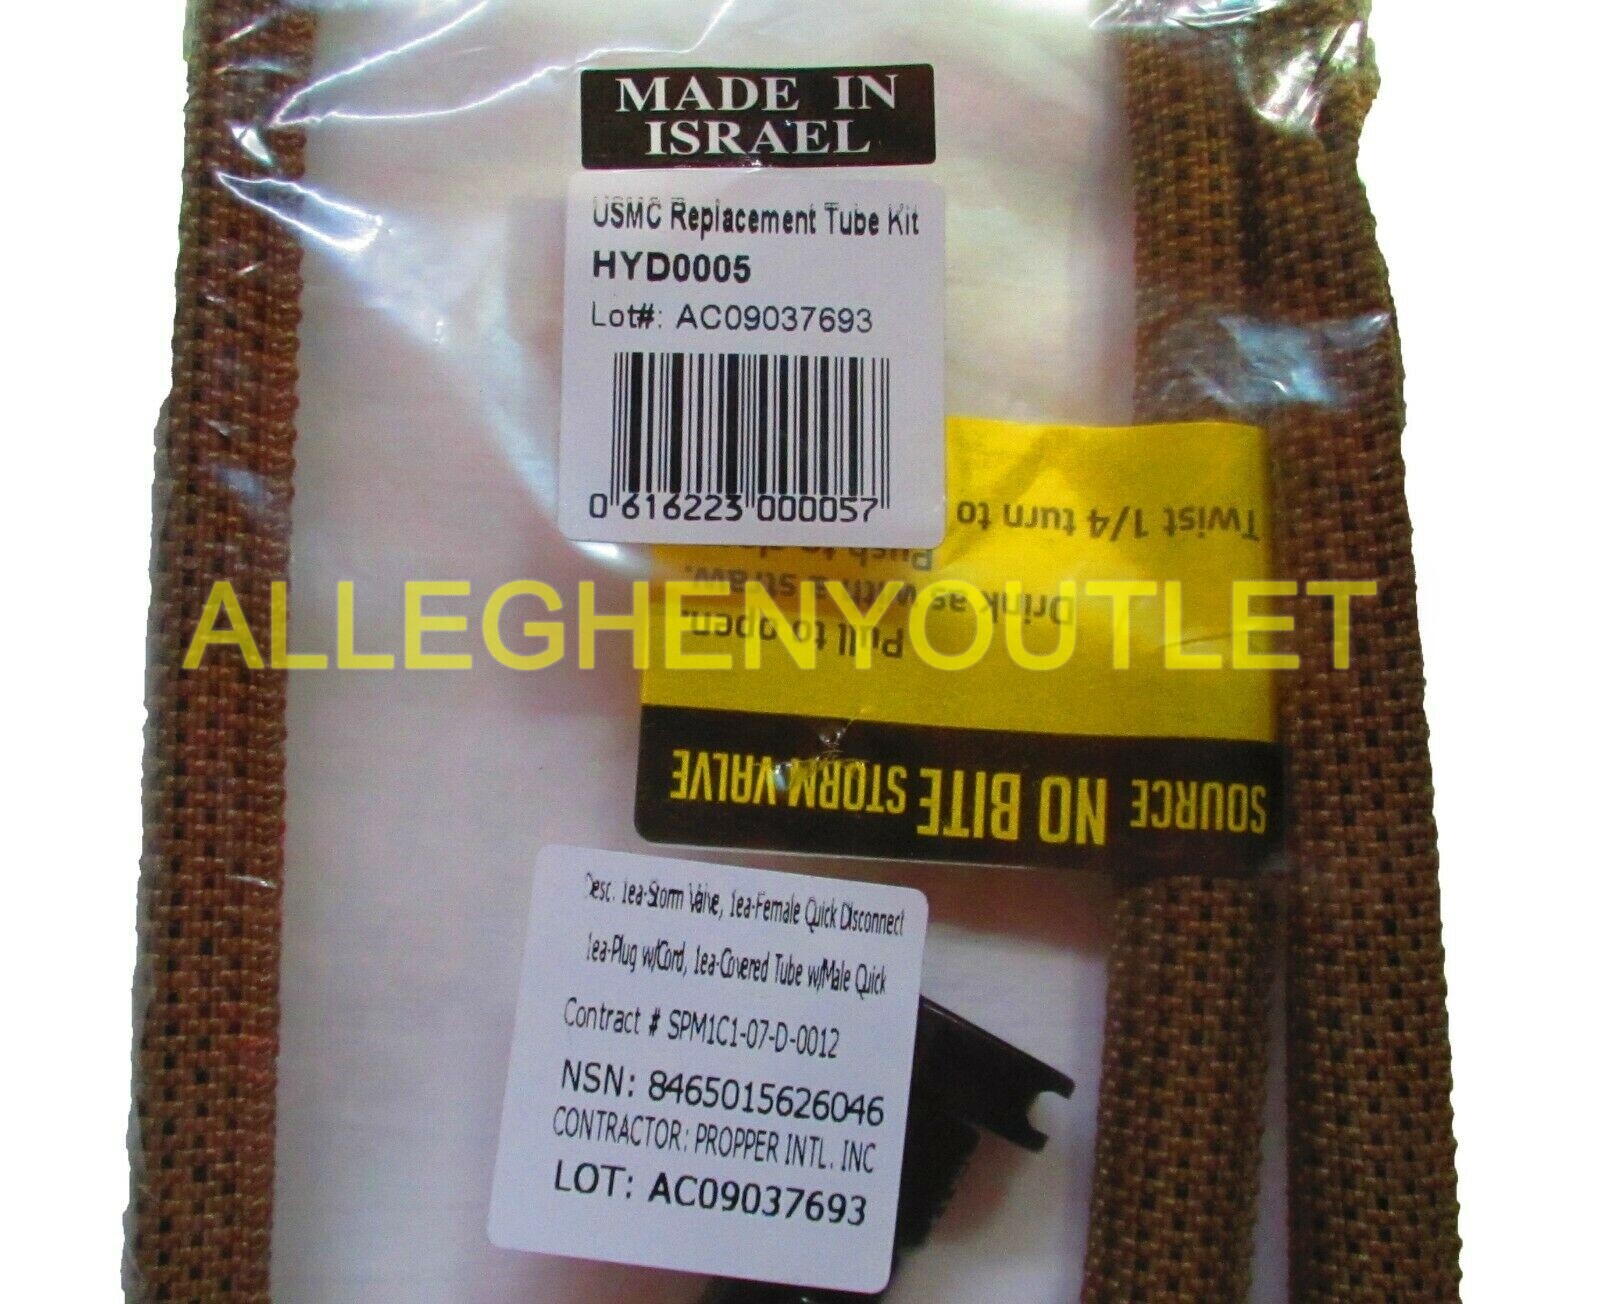 MADE IN
ISRAEL
USMC Replacement Tube Kit
HYD0005
Lot#: AC09037693
0 616223 000057
Twist 1/4 turn to
Push to
Drink as with a straw.
Pull to open.
ALLEGHENYOUTLET
SOURCE NO BITE STORM VALVE
Desc. 1ea-Storm Valve, 1ea-Female Quick Disconnect
1ea-Plug w/Cord, 1ea-Covered Tube w/Male Quick
Contract # SPM1C1-07-D-0012
NSN: 8465015626046
CONTRACTOR: PROPPER INTL. INC
LOT: AC09037693